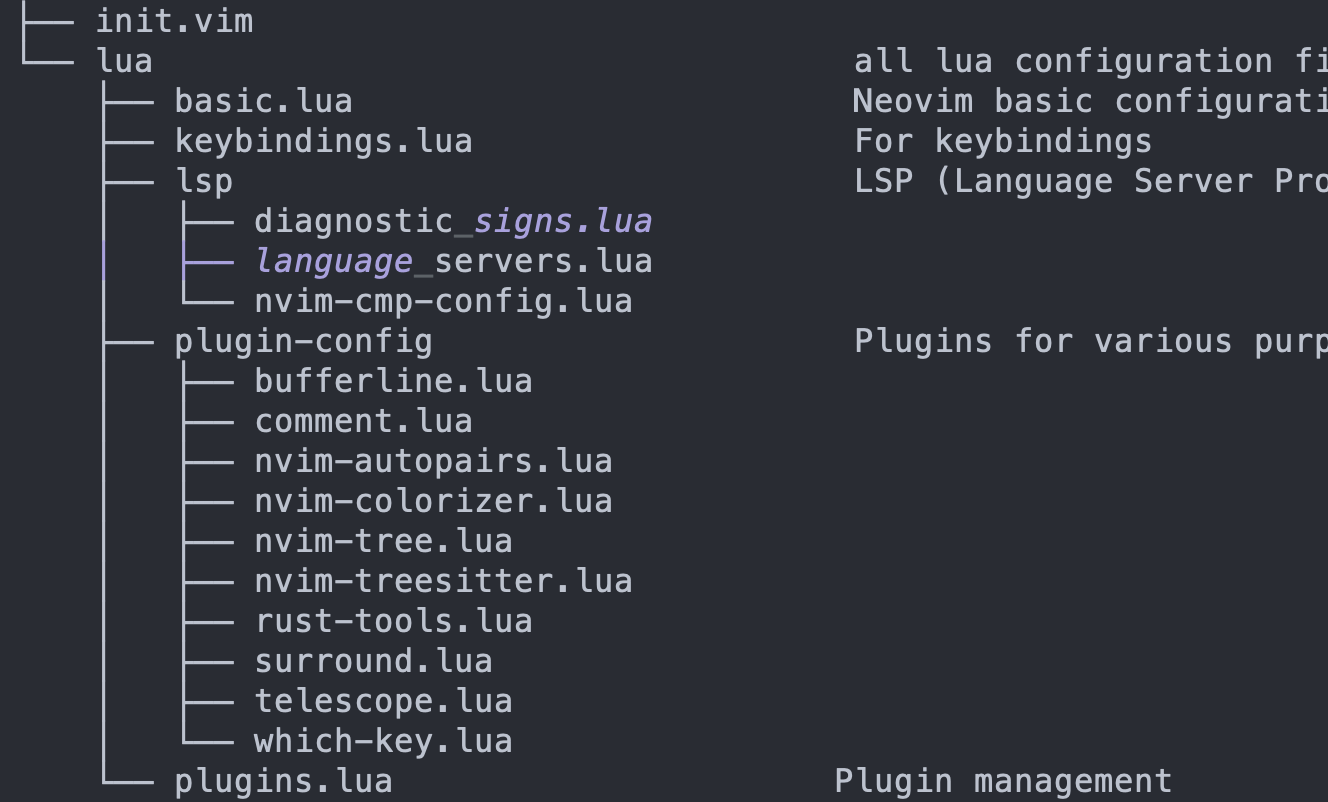 ├── init.vim
└── lua                                   all lua configuration fi
    ├── basic.lua                         Neovim basic configurati
    ├── keybindings.lua                   For keybindings
    ├── lsp                               LSP (Language Server Pro
    │   ├── diagnostic_signs.lua
    │   ├── language_servers.lua
    │   └── nvim-cmp-config.lua
    ├── plugin-config                     Plugins for various purp
    │   ├── bufferline.lua
    │   ├── comment.lua
    │   ├── nvim-autopairs.lua
    │   ├── nvim-colorizer.lua
    │   ├── nvim-tree.lua
    │   ├── nvim-treesitter.lua
    │   ├── rust-tools.lua
    │   ├── surround.lua
    │   ├── telescope.lua
    │   └── which-key.lua
    └── plugins.lua                      Plugin management